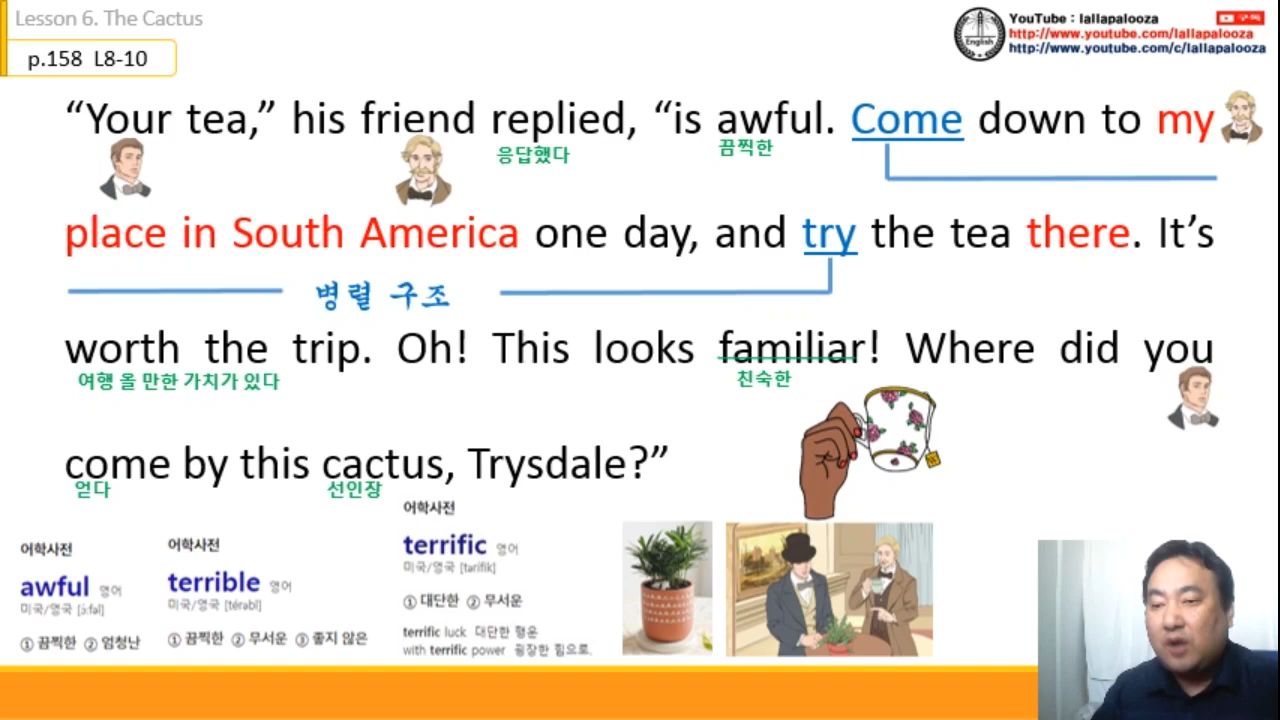 Lesson 6. The Cactus
p.158 L8-10
English
YouTube : lallapalooza
구독
http://www.youtube.com/lallapalooza
http://www.youtube.com/c/lallapalooza
“Your tea,” his friend replied, “is awful. Come down to my
응답했다 끔찍한
place in South America one day, and try the tea there. It’s
병렬 구조
worth the trip. Oh! This looks familiar! Where did you
여행 올 만한 가치가 있다 친숙한
come by this cactus, Trysdale?”
얻다 선인장
어학사전
awful 영어
미국/영국 [ɔ́:fəl]
① 끔찍한 ② 엄청난
어학사전
terrible 영어
미국/영국 [térəbl]
① 끔찍한 ② 무서운 ③ 좋지 않은
어학사전
terrific 영어
미국/영국 [tərífik]
① 대단한 ② 무서운
terrific luck 대단한 행운
with terrific power 굉장한 힘으로.